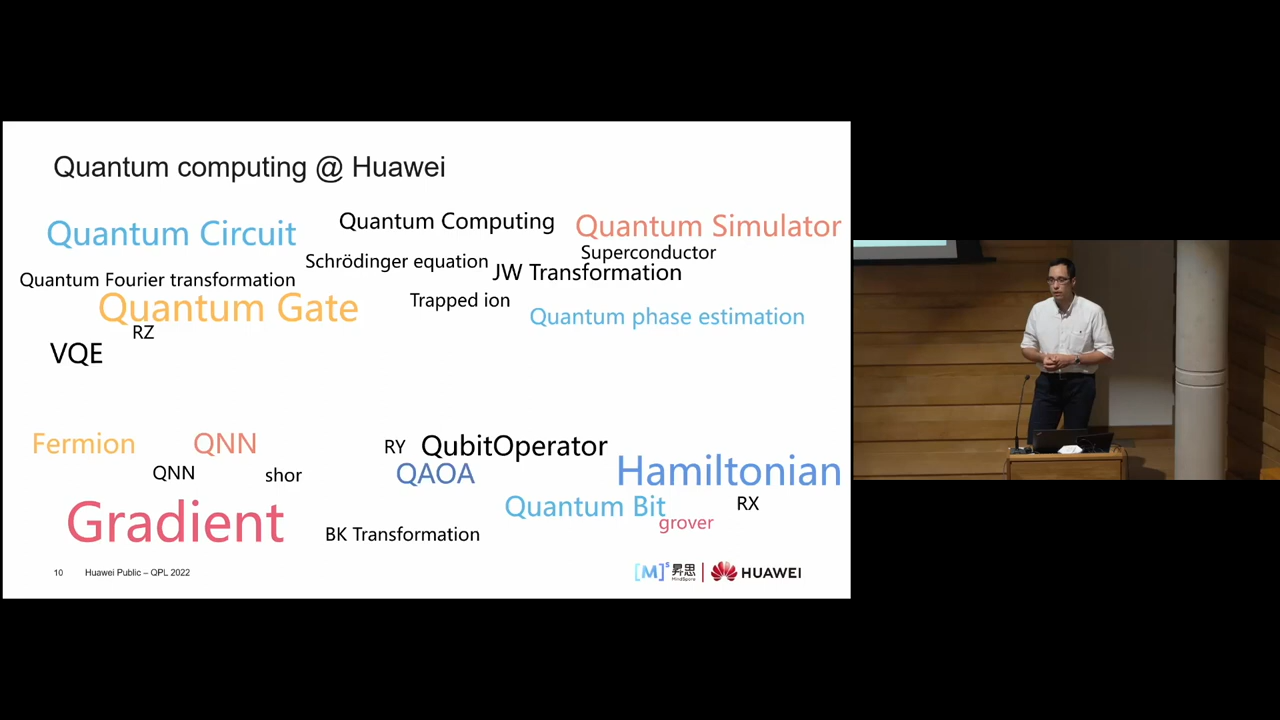 Quantum computing @ Huawei
Quantum Circuit
Quantum Computing
Quantum Simulator
Superconductor
Schrödinger equation
JW Transformation
Quantum Fourier transformation
Quantum Gate
Trapped ion
Quantum phase estimation
RZ
VQE
Fermion
QNN
RY
QubitOperator
QNN
shor
QAOA
Hamiltonian
Gradient
Quantum Bit
RX
grover
BK Transformation
10
Huawei Public – QPL 2022
[M]s
昇思
MindSpore
HUAWEI